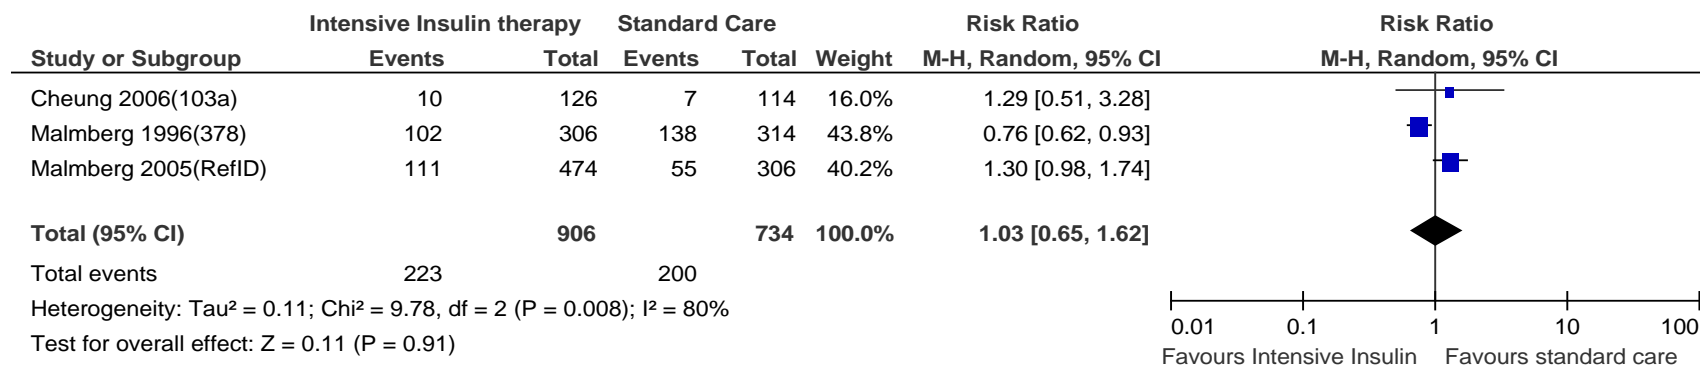 Intensive Insulin therapy Standard Care Risk Ratio Risk Ratio
Study or Subgroup Events Total Events Total Weight M-H, Random, 95% CI M-H, Random, 95% CI
Cheung 2006(103a) 10 126 7 114 16.0% 1.29 [0.51, 3.28]
Malmberg 1996(378) 102 306 138 314 43.8% 0.76 [0.62, 0.93]
Malmberg 2005(RefID) 111 474 55 306 40.2% 1.30 [0.98, 1.74]
Total (95% CI) 906 734 100.0% 1.03 [0.65, 1.62]
Total events 223 200
Heterogeneity: Tau² = 0.11; Chi² = 9.78, df = 2 (P = 0.008); I² = 80%
Test for overall effect: Z = 0.11 (P = 0.91)
0.01 0.1 1 10 100
Favours Intensive Insulin Favours standard care